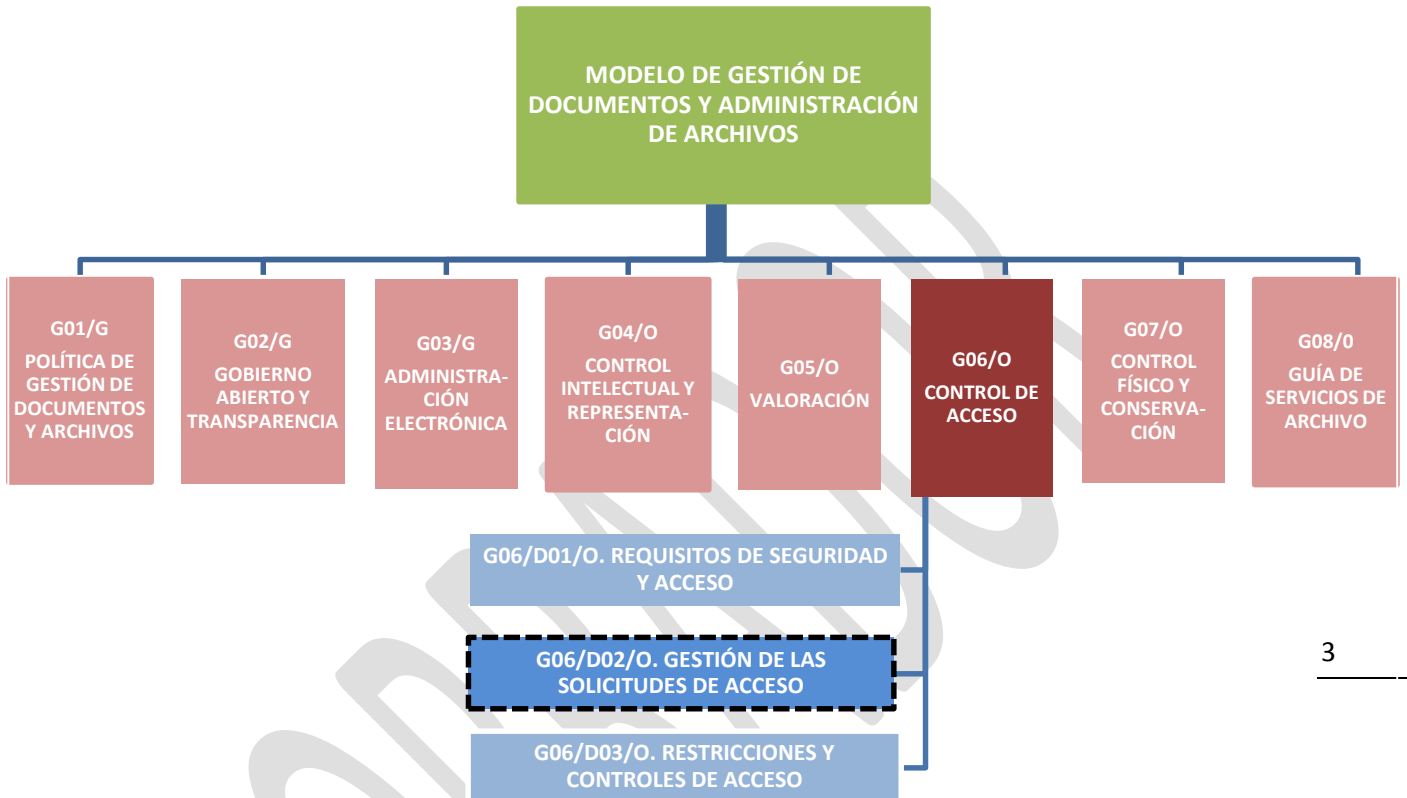 MODELO DE GESTIÓN DE
DOCUMENTOS Y ADMINISTRACIÓN
DE ARCHIVOS
G01/G
POLÍTICA DE
GESTIÓN DE
DOCUMENTOS
Y ARCHIVOS
G02/G
GOBIERNO
ABIERTO Y
TRANSPARENCIA
G03/G
ADMINISTRA-
CIÓN
ELECTRÓNICA
G04/O
CONTROL
INTELECTUAL Y
REPRESENTA-
CIÓN
G05/O
VALORACIÓN
G06/O
CONTROL DE
ACCESO
G07/O
CONTROL
FÍSICO Y
CONSERVA-
CIÓN
G08/0
GUÍA DE
SERVICIOS DE
ARCHIVO
G06/D01/O. REQUISITOS DE SEGURIDAD
Y ACCESO
G06/D02/O. GESTIÓN DE LAS
SOLICITUDES DE ACCESO
3
G06/D03/O. RESTRICCIONES Y
CONTROLES DE ACCESO